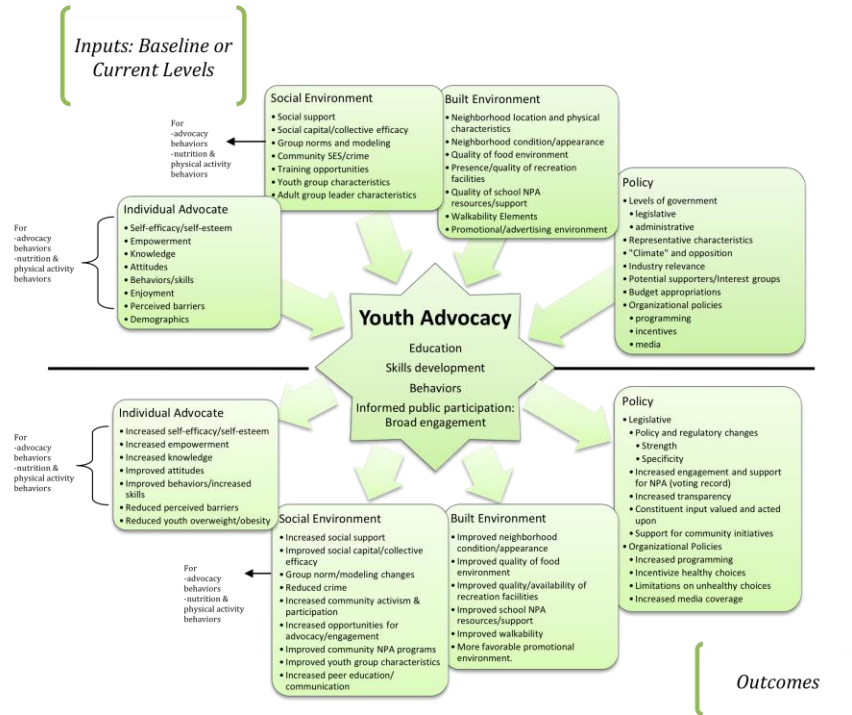 Inputs: Baseline or
Current Levels
Social Environment
• Social support
• Social capital/collective efficacy
• Group norms and modeling
• Community SES/crime
• Training opportunities
• Youth group characteristics
• Adult group leader characteristics
For
-advocacy
behaviors
-nutrition &
physical activity
behaviors
Built Environment
• Neighborhood location and physical
characteristics
• Neighborhood condition/appearance
• Quality of food environment
• Presence/quality of recreation
facilities
• Quality of school NPA
resources/support
• Walkability Elements
• Promotional/advertising environment
Policy
• Levels of government
• legislative
• administrative
• Representative characteristics
• "Climate" and opposition
• Industry relevance
• Potential supporters/Interest groups
• Budget appropriations
• Organizational policies
• programming
• incentives
• media
Individual Advocate
• Self-efficacy/self-esteem
• Empowerment
• Knowledge
• Attitudes
• Behaviors/skills
• Enjoyment
• Perceived barriers
• Demographics
For
-advocacy
behaviors
-nutrition &
physical activity
behaviors
Youth Advocacy
Education
Skills development
Behaviors
Informed public participation:
Broad engagement
Individual Advocate
• Increased self-efficacy/self-esteem
• Increased empowerment
• Increased knowledge
• Improved attitudes
• Improved behaviors/increased
skills
• Reduced perceived barriers
• Reduced youth overweight/obesity
For
-advocacy
behaviors
-nutrition &
physical activity
behaviors
Social Environment
• Increased social support
• Improved social capital/collective
efficacy
• Group norm/modeling changes
• Reduced crime
• Increased community activism &
participation
• Increased opportunities for
advocacy/engagement
• Improved community NPA programs
• Improved youth group characteristics
• Increased peer education/
communication
For
-advocacy
behaviors
-nutrition &
physical activity
behaviors
Built Environment
• Improved neighborhood
condition/appearance
• Improved quality of food
environment
• Improved quality/availability of
recreation faciilities
• Improved school NPA
resources/support
• Improved walkability
• More favorable promotional
environment.
Policy
• Legislative
• Policy and regulatory changes
• Strength
• Specificity
• Increased engagement and support
for NPA (voting record)
• Increased transparency
• Constituent input valued and acted
upon
• Support for community initiatives
• Organizational Policies
• Increased programming
• Incentivize healthy choices
• Limitations on unhealthy choices
• Increased media coverage
Outcomes